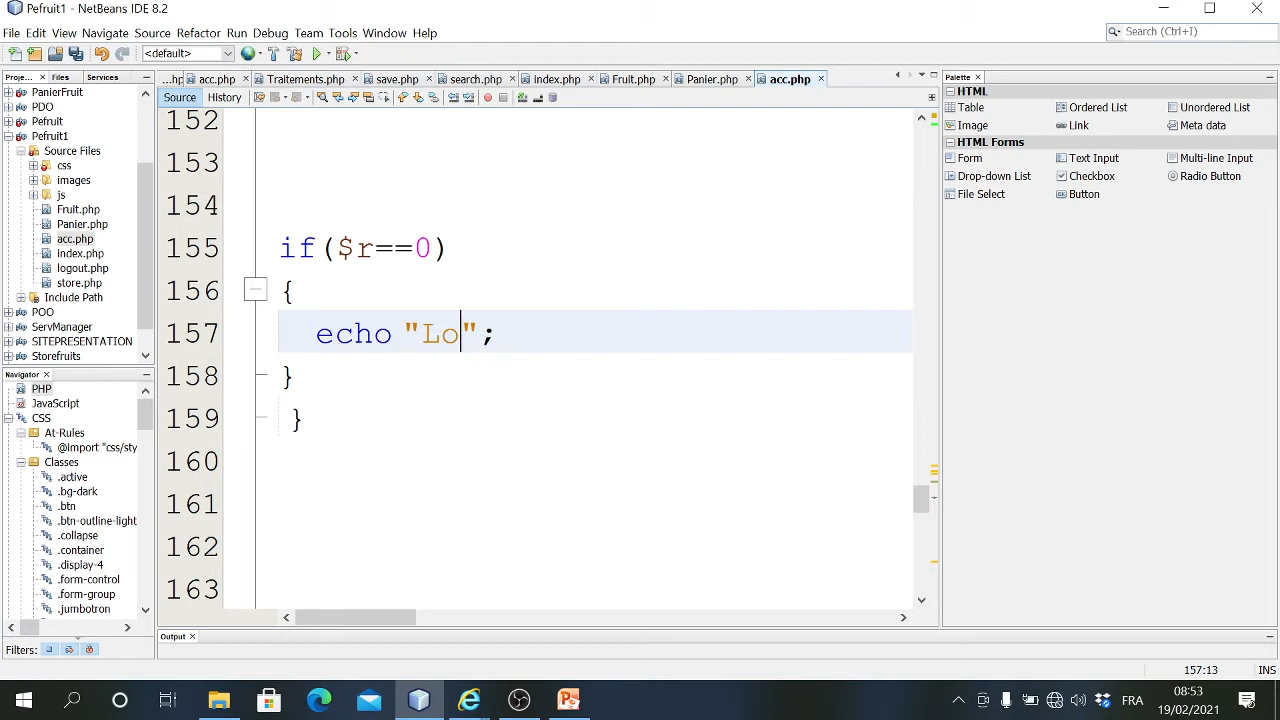 Pefruit1 - NetBeans IDE 8.2
File Edit View Navigate Source Refactor Run Debug Team Tools Window Help
Search (Ctrl+I)
<default>
Proje... Files Services
...hp acc.php Traitements.php save.php search.php Index.php Fruit.php Panier.php acc.php
Palette
Source History
HTML
Table Ordered List Unordered List
Image Link Meta data
HTML Forms
Form Text Input Multi-line Input
Drop-down List Checkbox Radio Button
File Select Button
PanierFruit
PDO
Pefruit
Pefruit1
Source Files
css
images
js
Fruit.php
Panier.php
acc.php
index.php
logout.php
store.php
Include Path
POO
ServManager
SITEPRESENTATION
Storefruits
152
153
154
155 if($r==0)
156 {
157 echo "Lo";
158 }
159 }
160
161
162
163
Navigator
PHP
JavaScript
CSS
At-Rules
@import "css/sty
Classes
.active
.bg-dark
.btn
.btn-outline-light
.collapse
.container
.display-4
.form-control
.form-group
.jumbotron
Filters:
Output
157:13 INS
FRA
08:53
19/02/2021